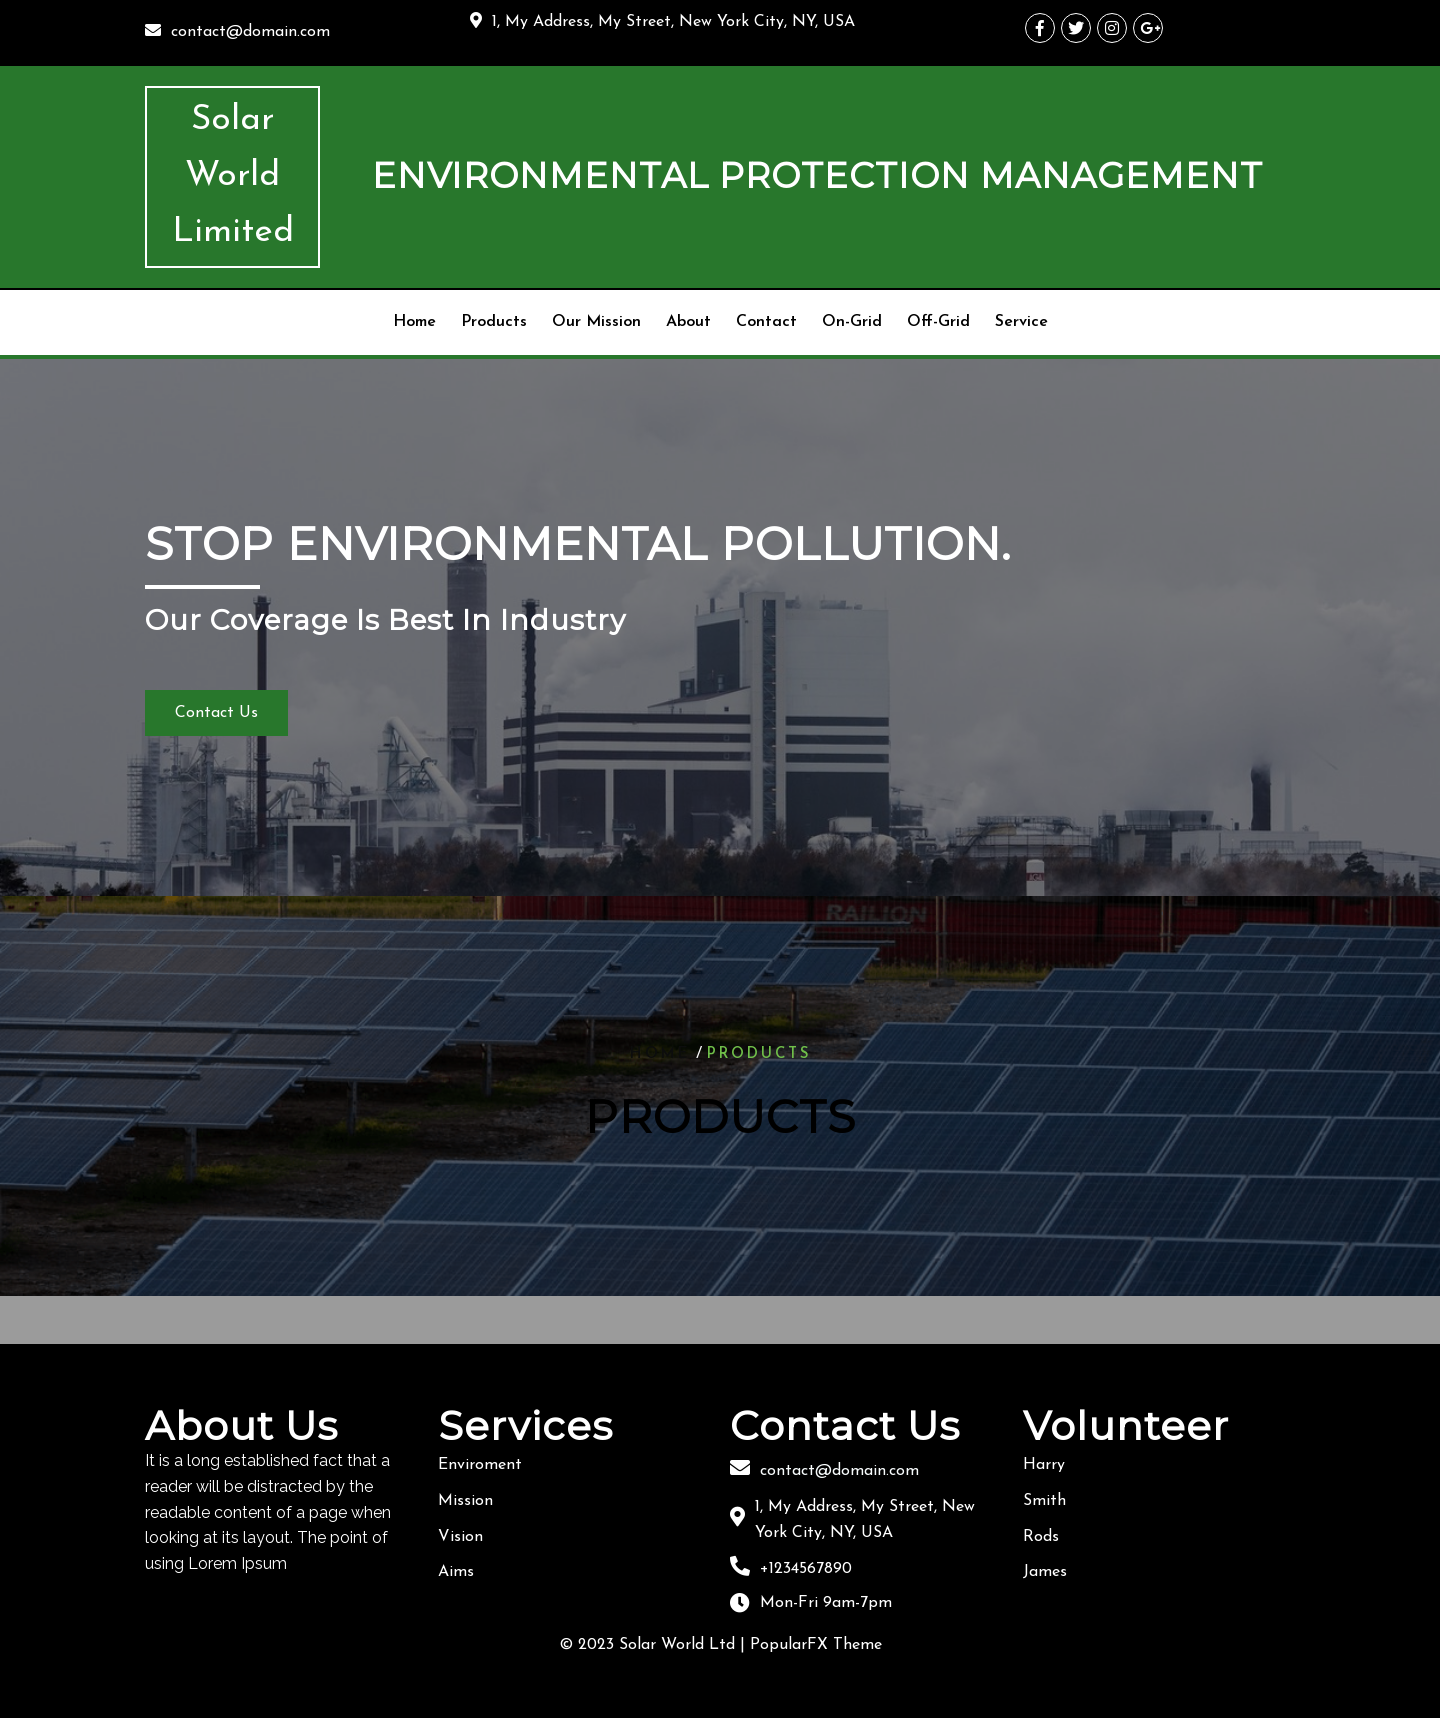 contact@domain.com
1, My Address, My Street, New York City, NY, USA
Solar
World
Limited
ENVIRONMENTAL PROTECTION MANAGEMENT
Home Products Our Mission About Contact On-Grid Off-Grid Service
STOP ENVIRONMENTAL POLLUTION.
Our Coverage Is Best In Industry
Contact Us
RAILION
/ PRODUCTS
PRODUCTS
About Us
It is a long established fact that a
reader will be distracted by the
readable content of a page when
looking at its layout. The point of
using Lorem Ipsum
Services
Enviroment
Mission
Vision
Aims
Contact Us
contact@domain.com
1, My Address, My Street, New
York City, NY, USA
+1234567890
Mon-Fri 9am-7pm
Volunteer
Harry
Smith
Rods
James
© 2023 Solar World Ltd | PopularFX Theme